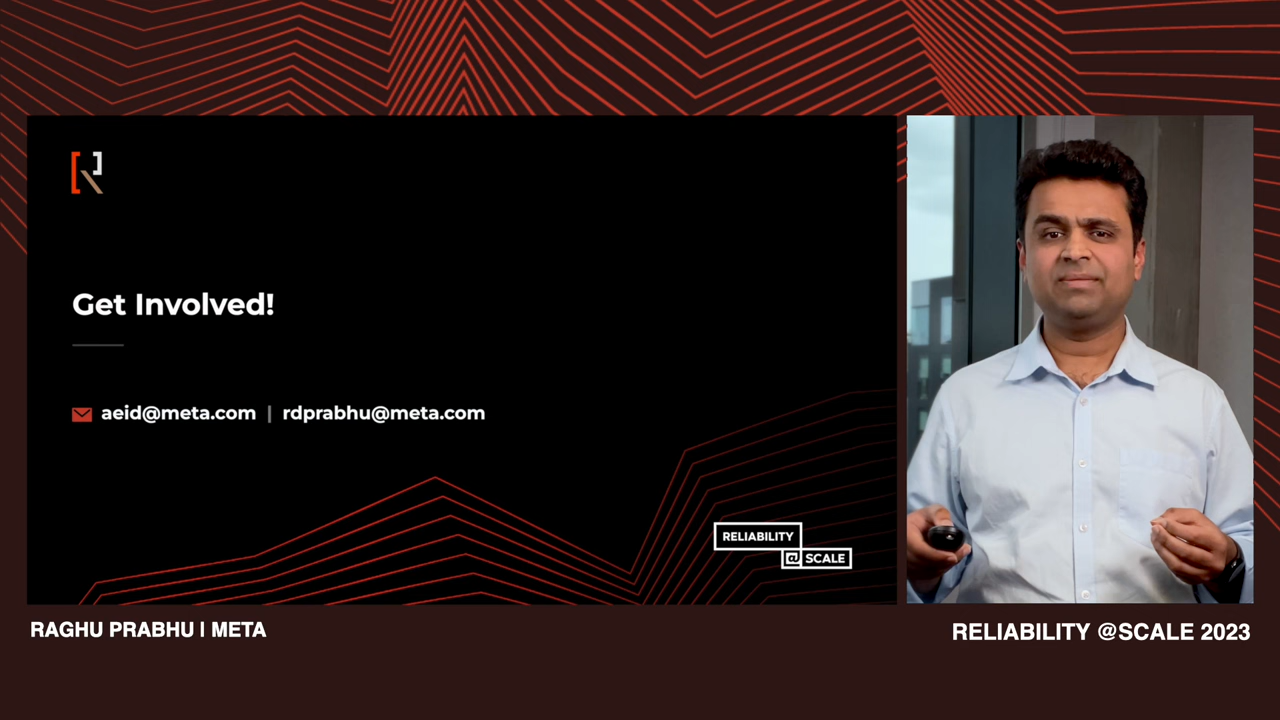 Get Involved!
aeid@meta.com | rdprabhu@meta.com
RELIABILITY
@ SCALE
RAGHU PRABHU | META
RELIABILITY @SCALE 2023